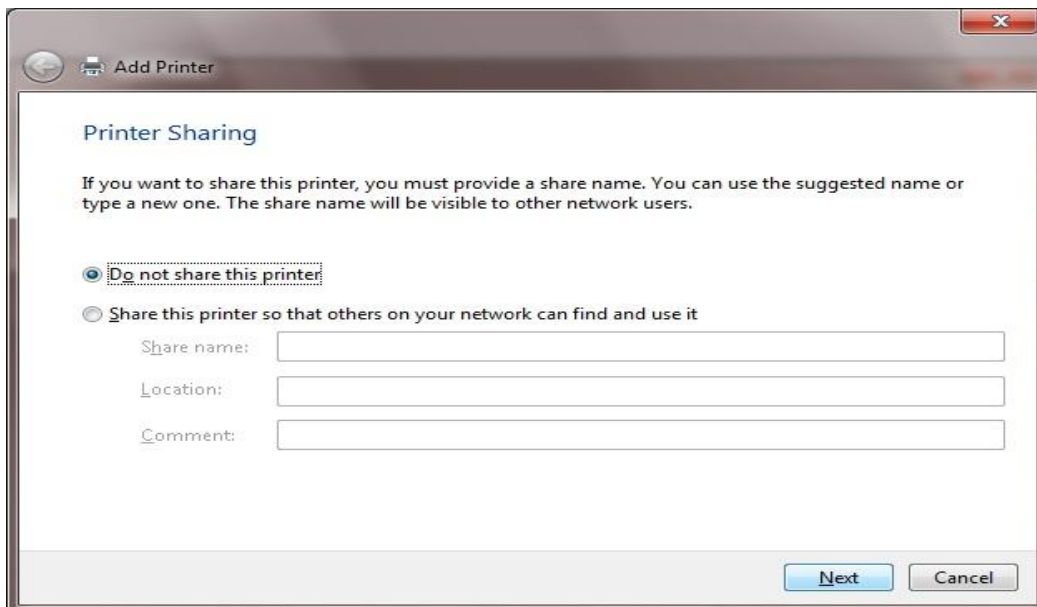 Add Printer
Printer Sharing
If you want to share this printer, you must provide a share name. You can use the suggested name or
type a new one. The share name will be visible to other network users.
Do not share this printer
Share this printer so that others on your network can find and use it
Share name:
Location:
Comment:
Next
Cancel